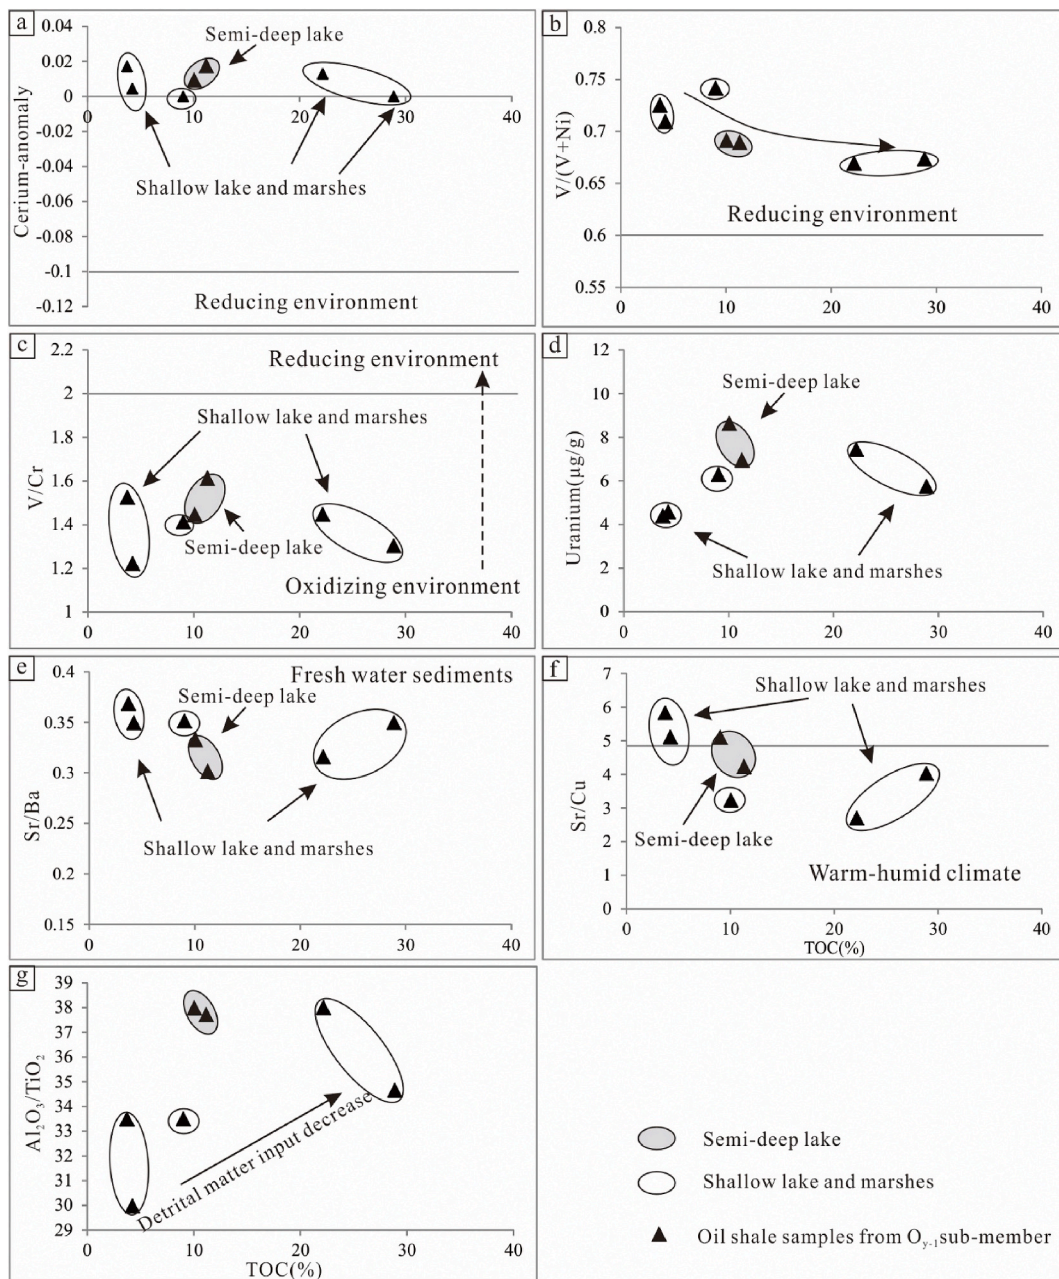 a
0.04
0.02
0
-0.02
-0.04
-0.06
-0.08
-0.1
-0.12
Cerium-anomaly
10
20
30
40
Semi-deep lake
Shallow lake and marshes
Reducing environment
b
0.8
0.75
0.7
0.65
0.6
0.55
V/(V+Ni)
0
10
20
30
40
Reducing environment
c
2.2
2
1.8
1.6
1.4
1.2
1
V/Cr
0
10
20
30
40
Reducing environment
Shallow lake and marshes
Semi-deep lake
Oxidizing environment
d
12
10
8
6
4
2
0
Uranium(μg/g)
0
10
20
30
40
Semi-deep lake
Shallow lake and marshes
e
0.4
0.35
0.3
0.25
0.2
0.15
Sr/Ba
0
10
20
30
40
Fresh water sediments
Semi-deep lake
Shallow lake and marshes
f
7
6
5
4
3
2
1
0
Sr/Cu
0
10
20
30
40
TOC(%)
Shallow lake and marshes
Semi-deep lake
Warm-humid climate
g
39
38
37
36
35
34
33
32
31
30
29
Al₂O₃/TiO₂
0
10
20
30
40
TOC(%)
Detrital matter input decrease
Semi-deep lake
Shallow lake and marshes
Oil shale samples from Oy-1sub-member